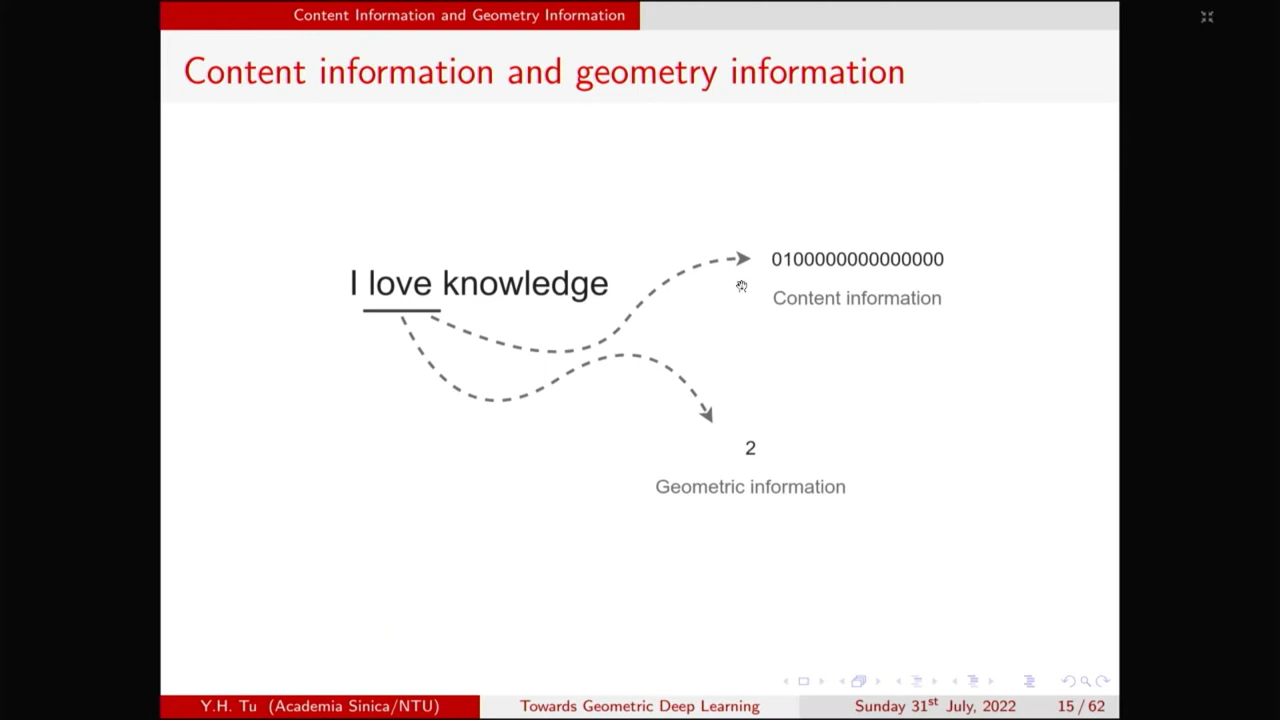 Content Information and Geometry Information
Content information and geometry information
I love knowledge
0100000000000000
Content information
2
Geometric information
Y.H. Tu (Academia Sinica/NTU)
Towards Geometric Deep Learning
Sunday 31st July, 2022
15 / 62